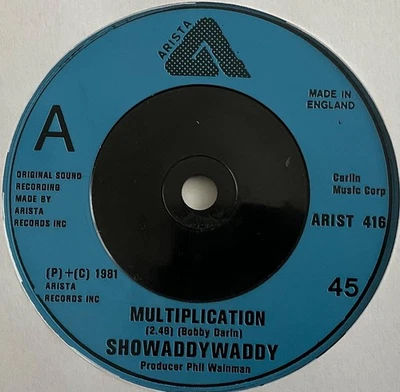 ARISTA
MADE IN
ENGLAND
A
ORIGINAL SOUND
RECORDING
MADE BY
ARISTA
RECORDS INC
Carlin
Music Corp
ARIST 416
(P)+(C) 1981
ARISTA
RECORDS INC
45
MULTIPLICATION
(2.48) (Bobby Darin)
SHOWADDYWADDY
Producer Phil Wainman